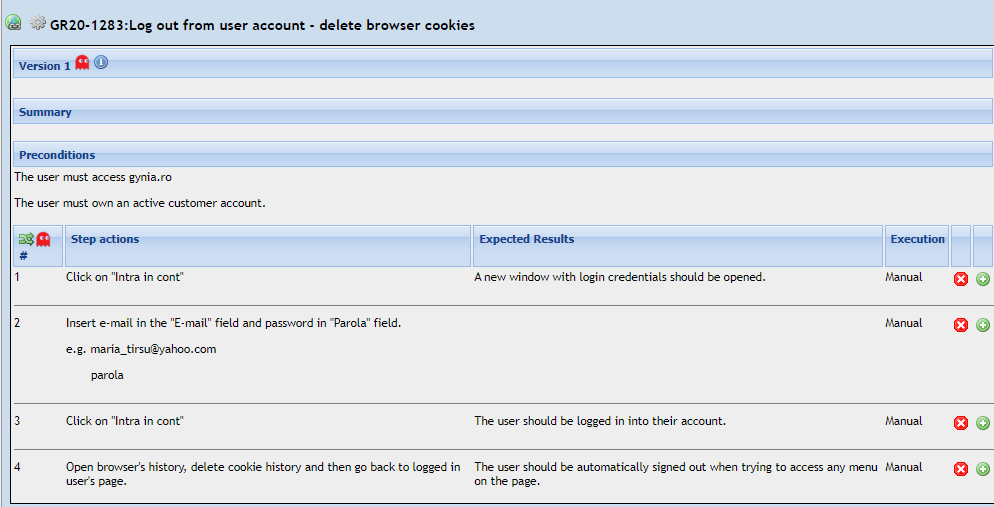 GR20-1283:Log out from user account - delete browser cookies
Version 1
Summary
Preconditions
The user must access gynia.ro
The user must own an active customer account.
# Step actions Expected Results Execution
1 Click on "Intra in cont" A new window with login credentials should be opened. Manual
2 Insert e-mail in the "E-mail" field and password in "Parola" field. Manual
e.g. maria_tirsu@yahoo.com
parola
3 Click on "Intra in cont" The user should be logged in into their account. Manual
4 Open browser's history, delete cookie history and then go back to logged in The user should be automatically signed out when trying to access any menu Manual
user's page. on the page.